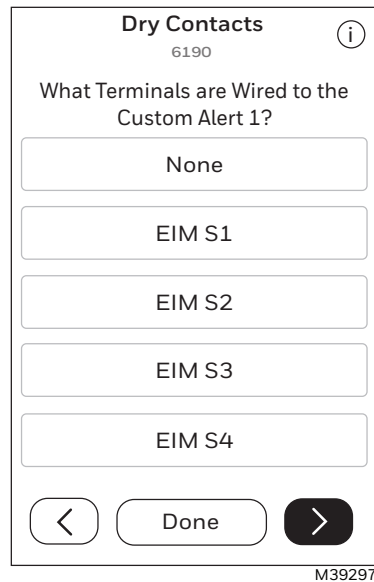 Dry Contacts
6190
What Terminals are Wired to the
Custom Alert 1?
None
EIM S1
EIM S2
EIM S3
EIM S4
Done
M39297